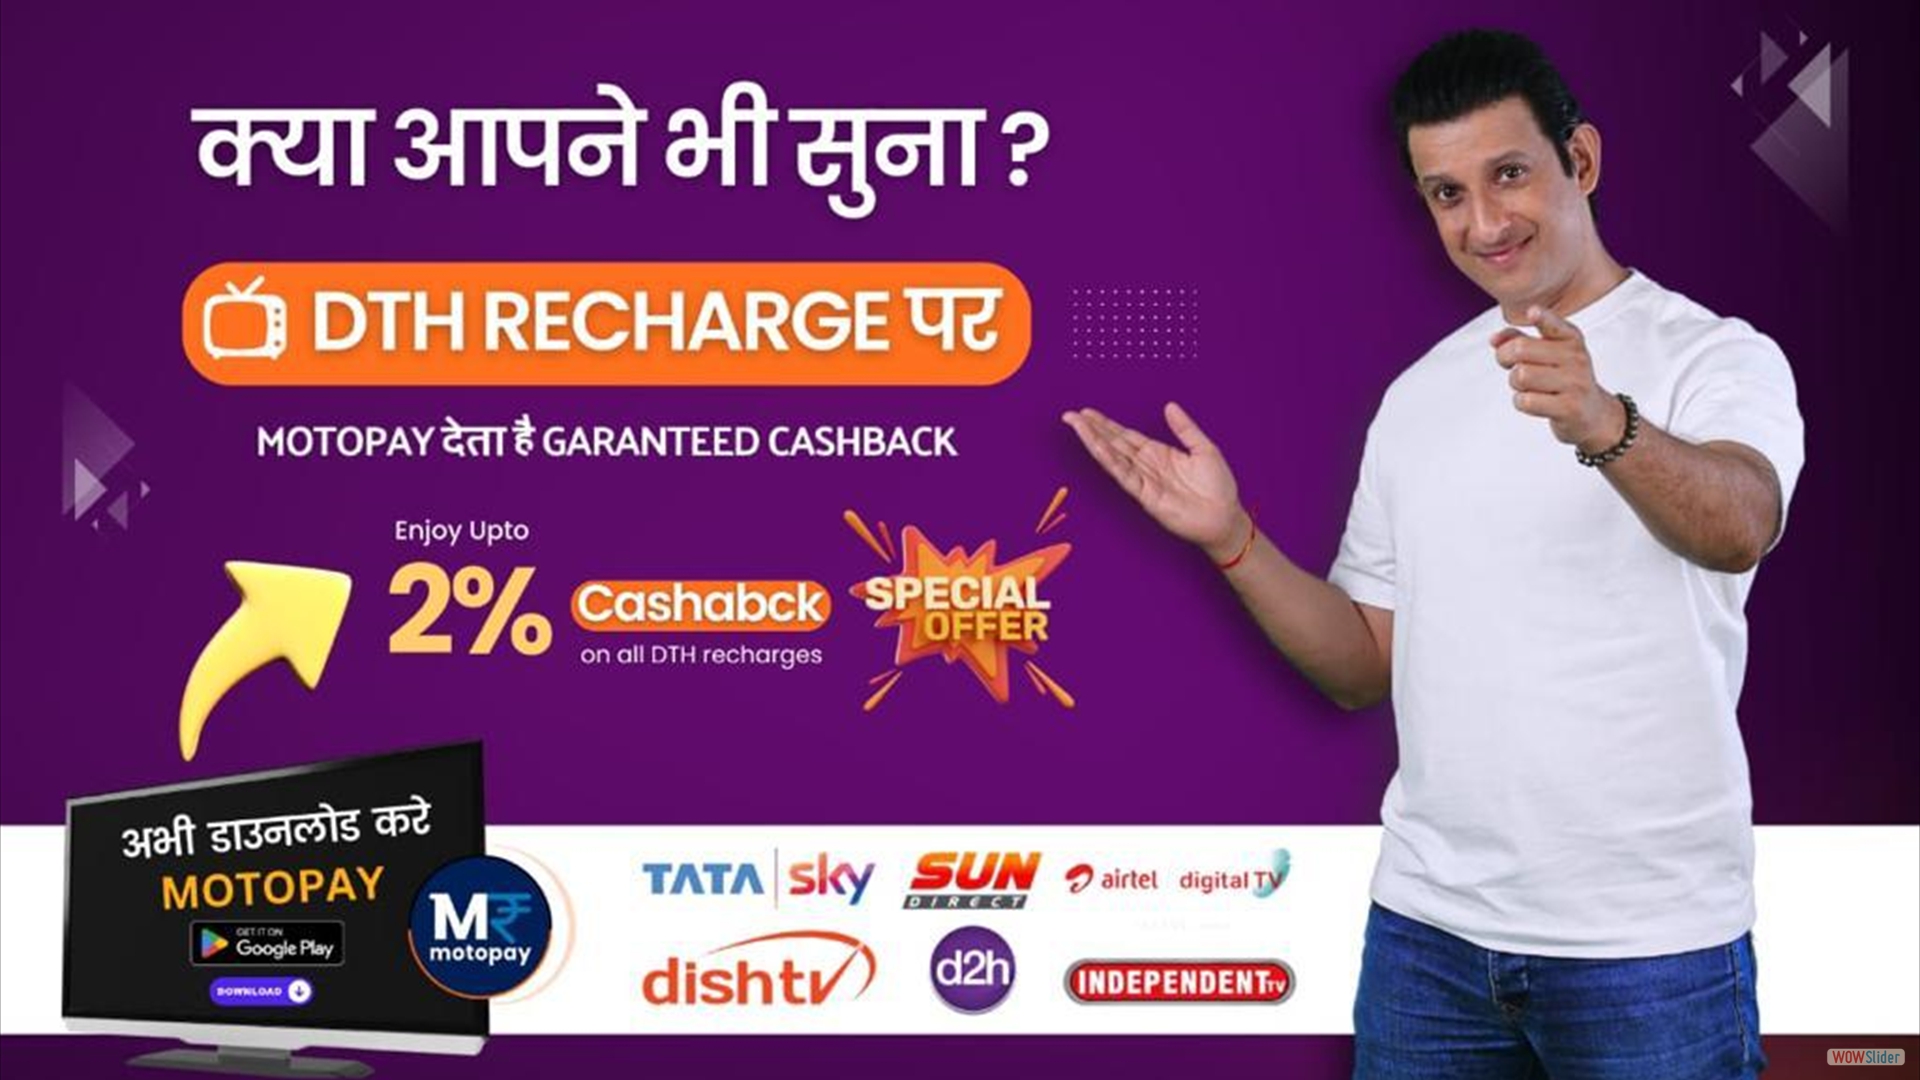 क्या आपने भी सुना ?
DTH RECHARGE पर
MOTOPAY देता है GARANTEED CASHBACK
Enjoy Upto
2% Cashabck
on all DTH recharges
SPECIAL
OFFER
अभी डाउनलोड करे
MOTOPAY
GET IT ON
Google Play
DOWNLOAD
M₹
motopay
TATA sky
SUN
DIRECT
airtel digital TV
dishtv
d2h
INDEPENDENT TV
WOWSlider